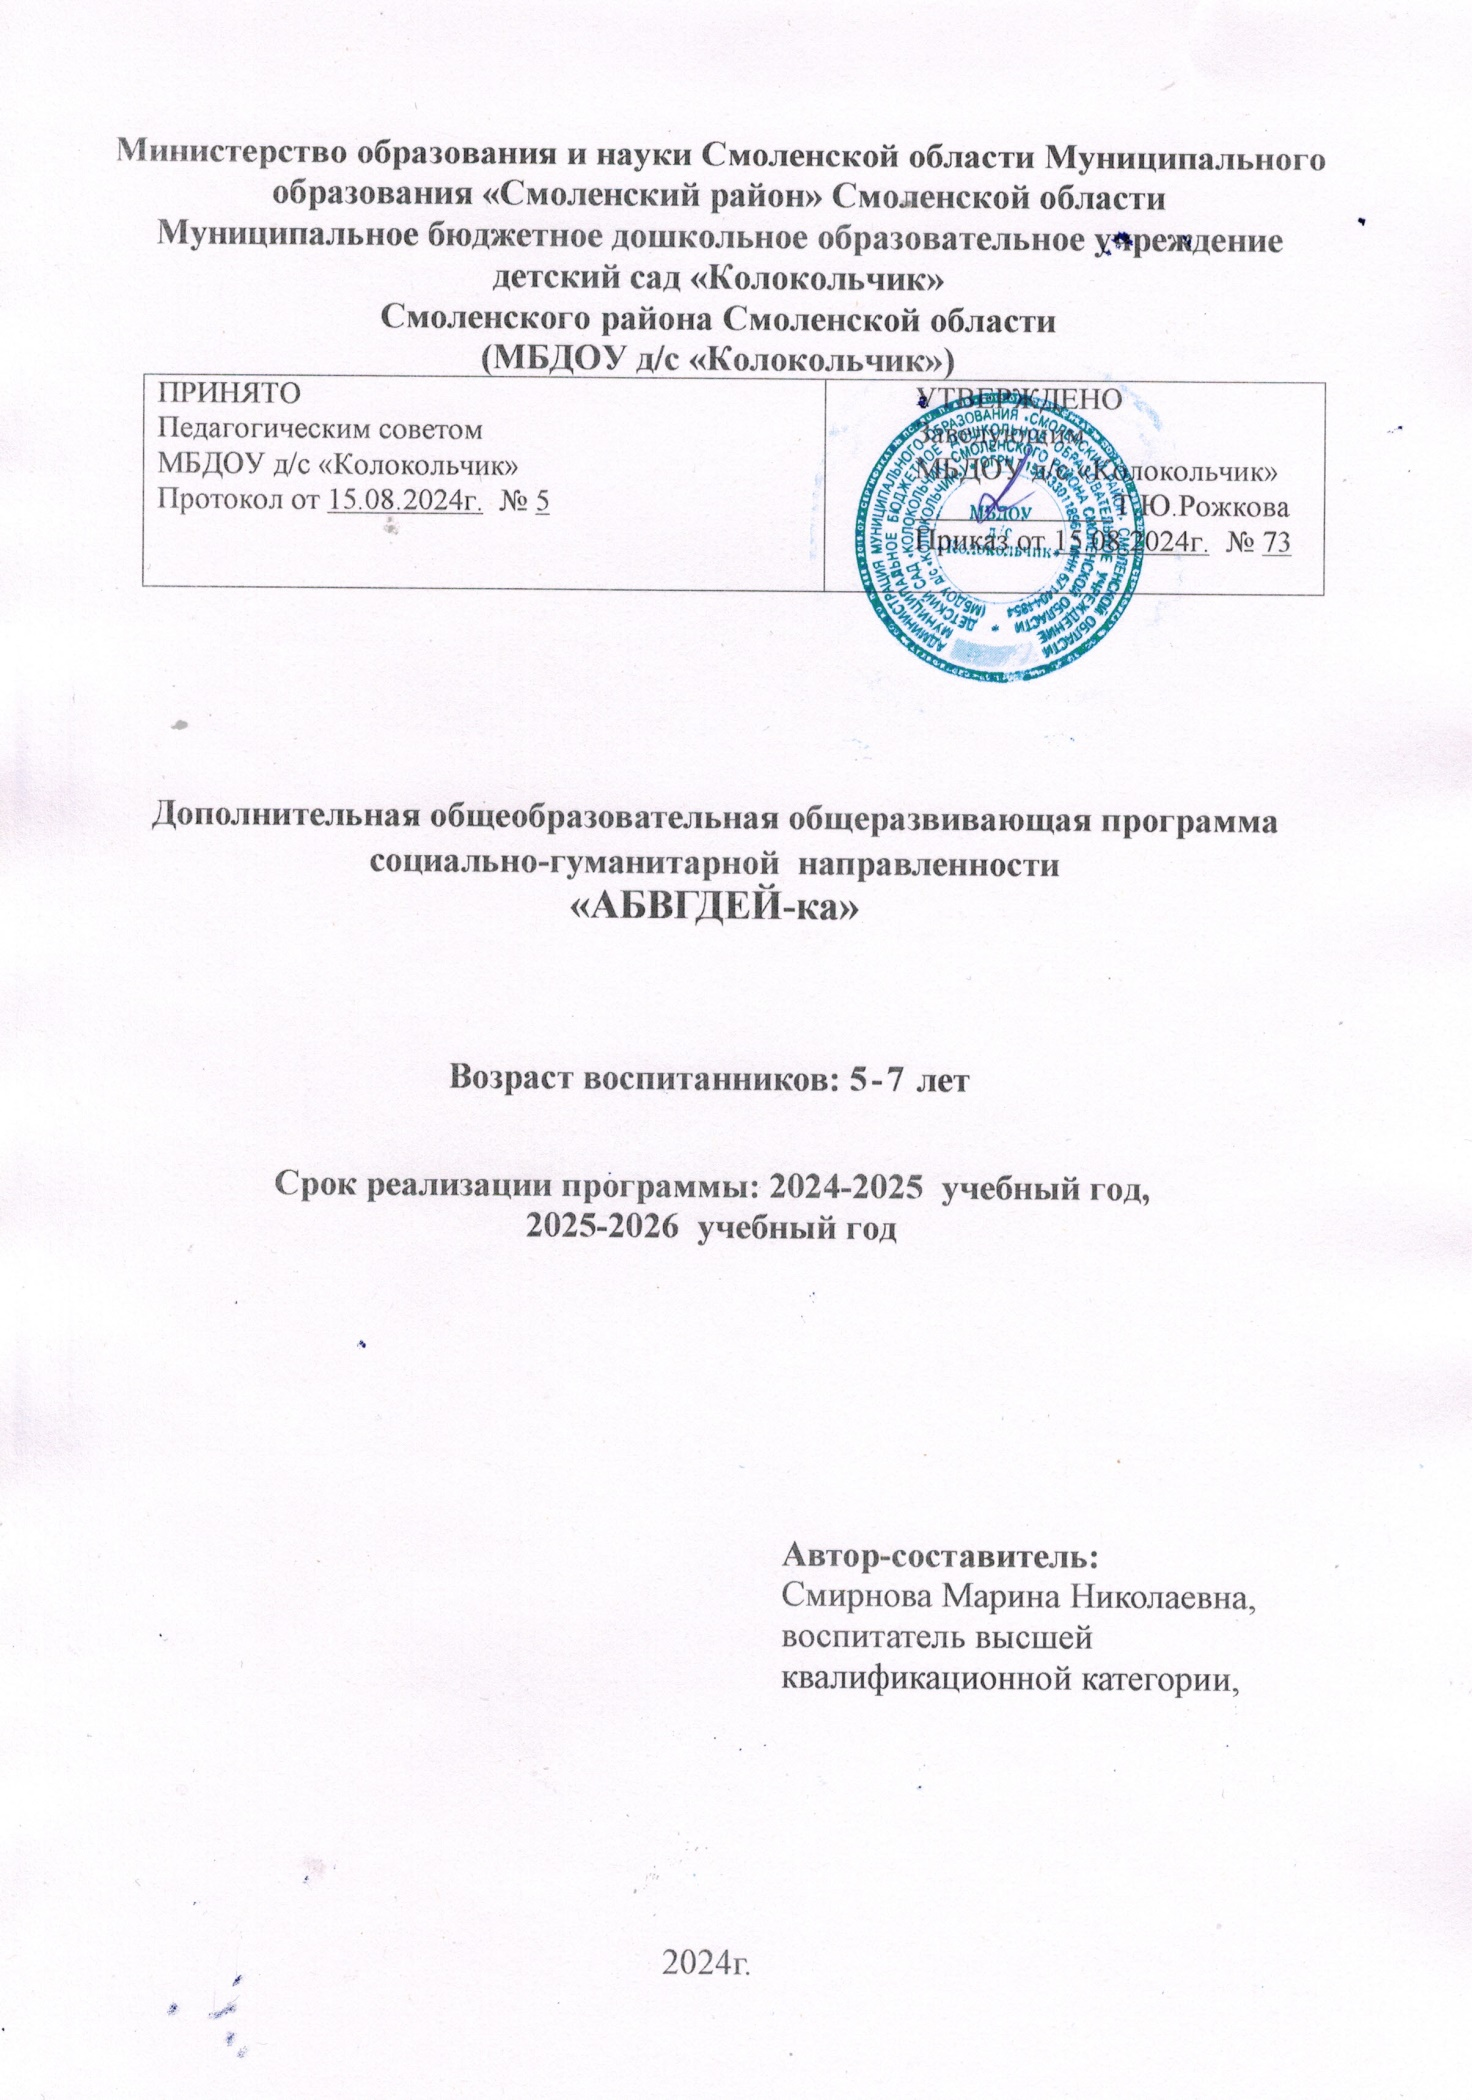 Министерство образования и науки Смоленской области Муниципального
образования «Смоленский район» Смоленской области
Муниципальное бюджетное дошкольное образовательное учреждение
детский сад «Колокольчик»
Смоленского района Смоленской области
(МБДОУ д/с «Колокольчик»)
ПРИНЯТО
Педагогическим советом
МБДОУ д/с «Колокольчик»
Протокол от 15.08.2024г. № 5
УТВЕРЖДЕНО
Заведующим
МБДОУ д/с «Колокольчик»
Т.Ю.Рожкова
Приказ от 15.08.2024г. № 73
МБДОУ
д/с
Колокольчик
Дополнительная общеобразовательная общеразвивающая программа
социально-гуманитарной направленности
«АБВГДЕЙ-ка»
Возраст воспитанников: 5-7 лет
Срок реализации программы: 2024-2025 учебный год,
2025-2026 учебный год
Автор-составитель:
Смирнова Марина Николаевна,
воспитатель высшей
квалификационной категории,
2024г.